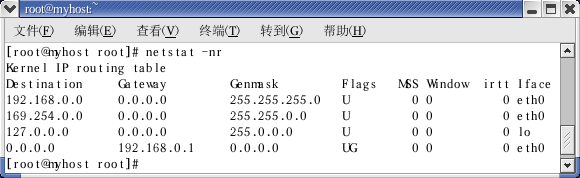 root@myhost:~
文件(F) 编辑(E) 查看(V) 终端(T) 转到(G) 帮助(H)
[root@myhost root]# netstat -nr
Kernel IP routing table
Destination Gateway Genmask Flags MSS Window irtt Iface
192.168.0.0 0.0.0.0 255.255.255.0 U 0 0 0 eth0
169.254.0.0 0.0.0.0 255.255.0.0 U 0 0 0 eth0
127.0.0.0 0.0.0.0 255.0.0.0 U 0 0 0 lo
0.0.0.0 192.168.0.1 0.0.0.0 UG 0 0 0 eth0
[root@myhost root]#